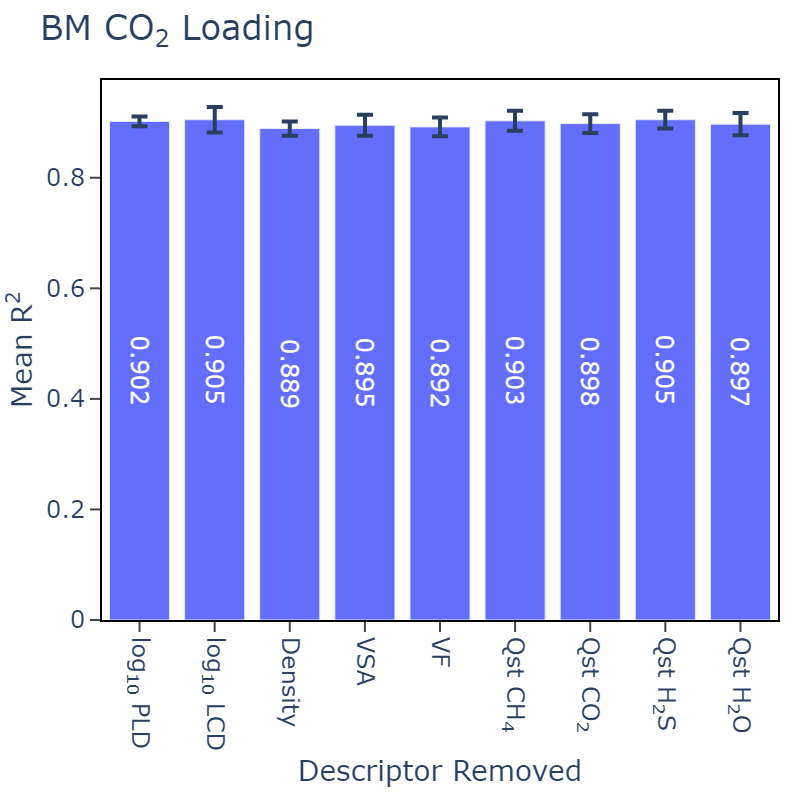 BM CO₂ Loading
Mean R²
0.8
0.6
0.4
0.2
0
0.902
0.905
0.889
0.895
0.892
0.903
0.898
0.905
0.897
log₁₀ PLD
log₁₀ LCD
Density
VSA
VF
Qst CH₄
Qst CO₂
Qst H₂S
Qst H₂O
Descriptor Removed